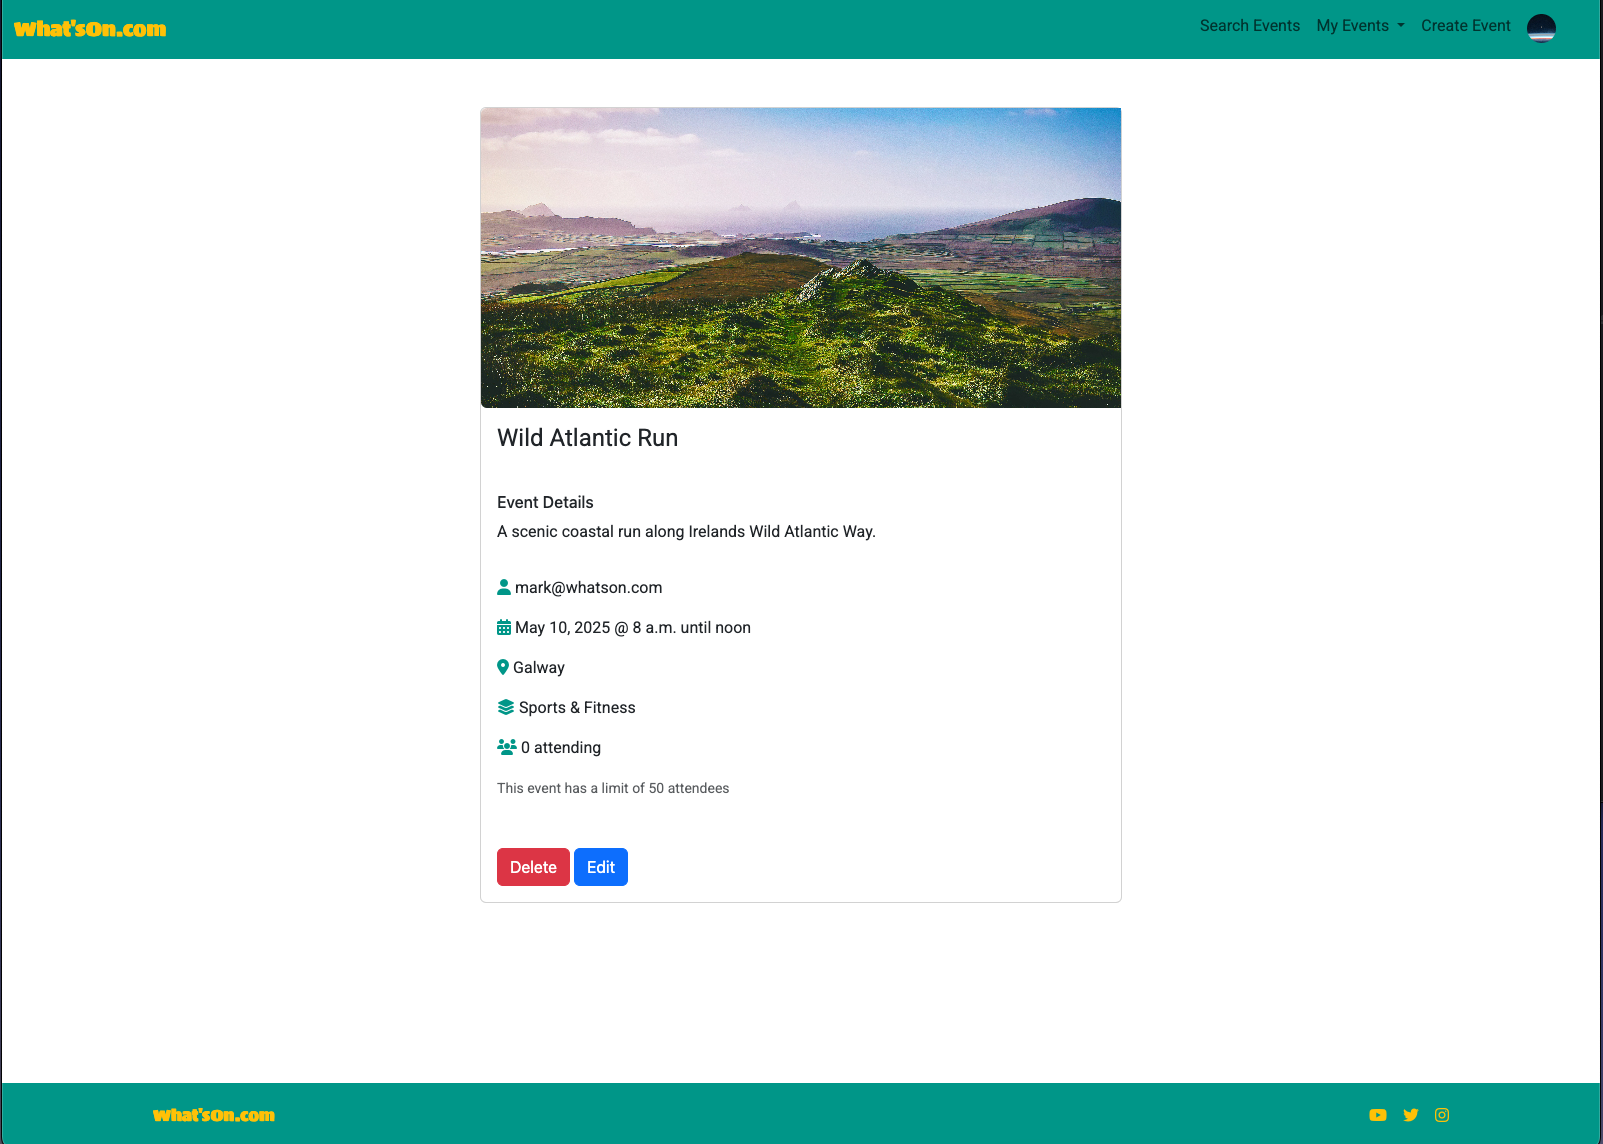 What'sOn.com
Search Events My Events Create Event
Wild Atlantic Run
Event Details
A scenic coastal run along Irelands Wild Atlantic Way.
mark@whatson.com
May 10, 2025 @ 8 a.m. until noon
Galway
Sports & Fitness
0 attending
This event has a limit of 50 attendees
Delete Edit
What'sOn.com